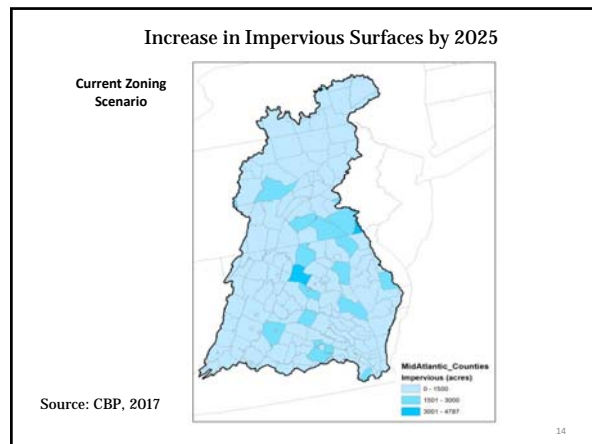 Increase in Impervious Surfaces by 2025
Current Zoning
Scenario
MidAtlantic_Counties
Impervious (acres)
0 - 1500
1501 - 3000
3001 - 4787
Source: CBP, 2017
14